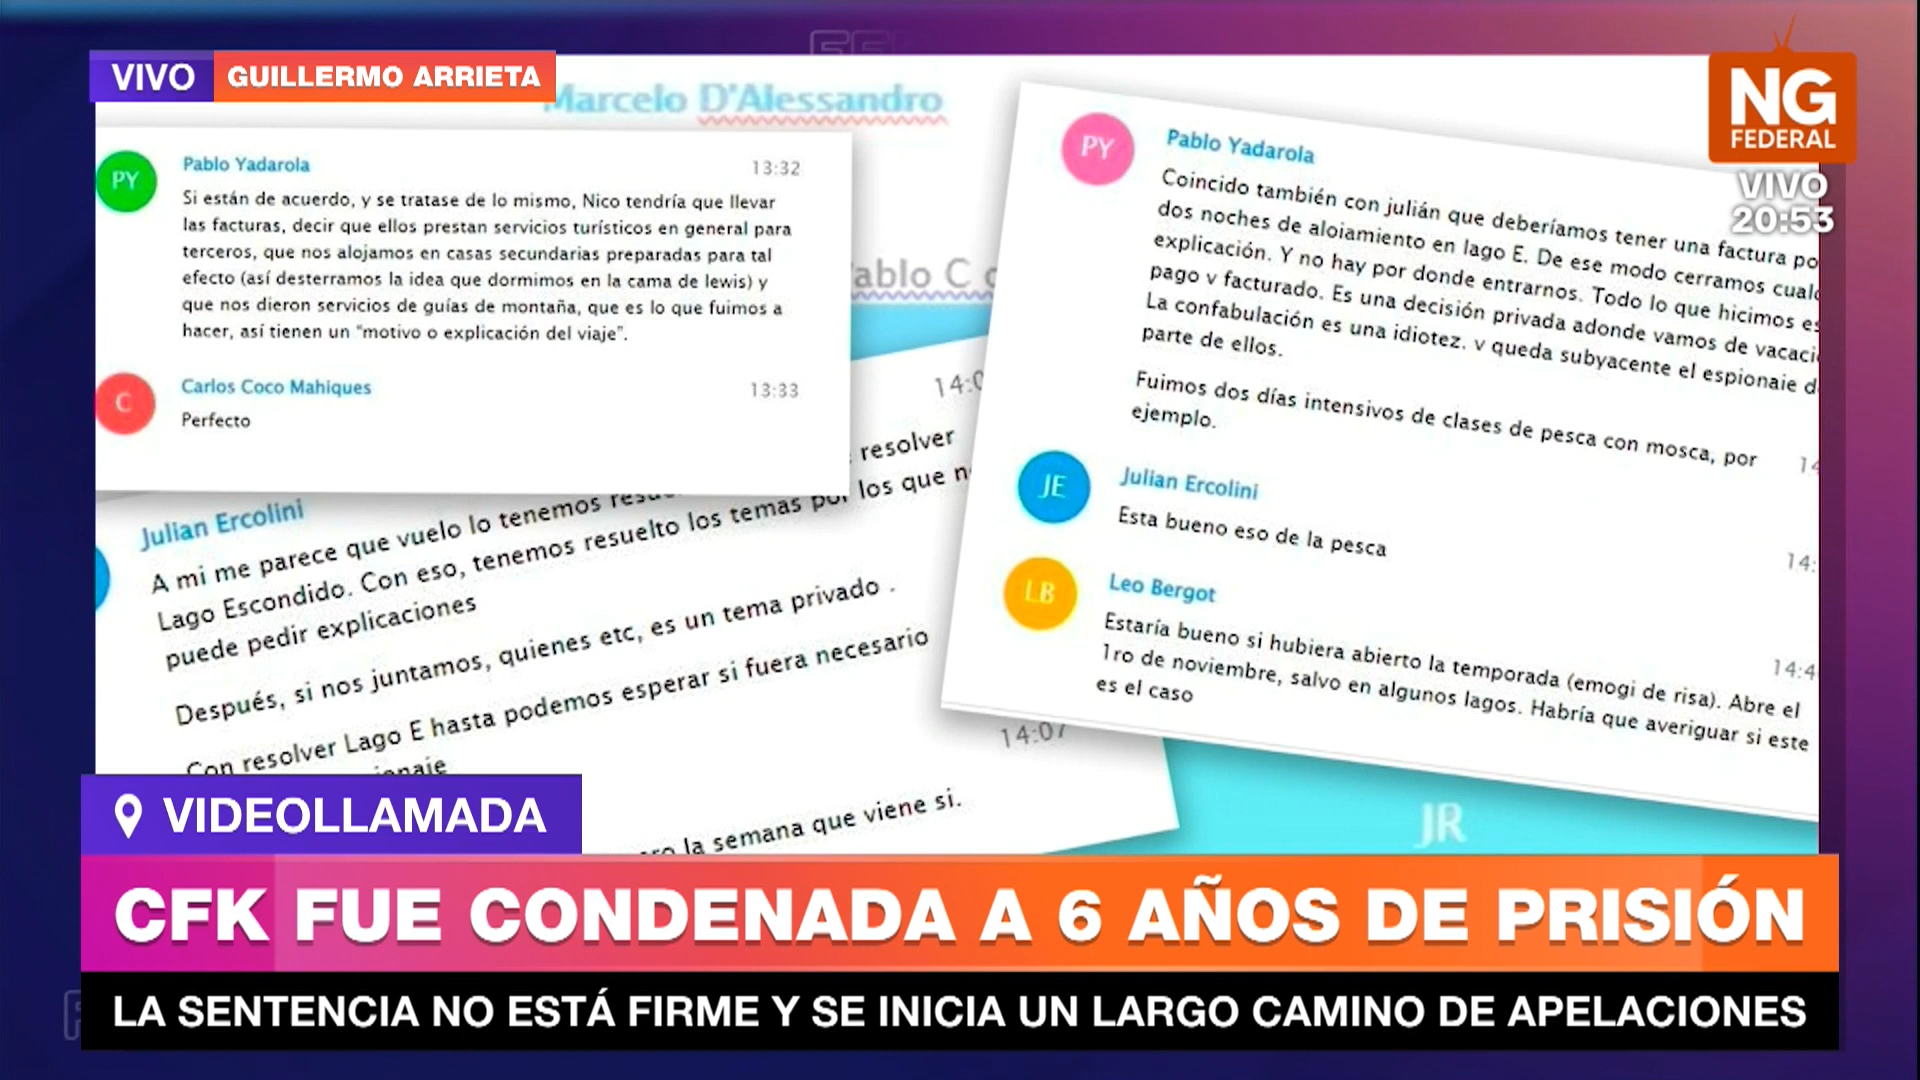 VIVO
GUILLERMO ARRIETA
NG
FEDERAL
VIVO
20:53
Marcelo D'Alessandro
PY
Pablo Yadarola
13:32
Si están de acuerdo, y se tratase de lo mismo, Nico tendría que llevar
las facturas, decir que ellos prestan servicios turísticos en general para
terceros, que nos alojamos en casas secundarias preparadas para tal
efecto (así desterramos la idea que dormimos en la cama de lewis) y
que nos dieron servicios de guías de montaña, que es lo que fuimos a
hacer, así tienen un "motivo o explicación del viaje".
C
Carlos Coco Mahiques
13:33
Perfecto
Pablo C
Julian Ercolini
A mi me parece que vuelo lo tenemos resolver
Lago Escondido. Con eso, tenemos resuelto los temas por los que
puede pedir explicaciones
Después, si nos juntamos, quienes etc, es un tema privado .
Con resolver Lago E hasta podemos esperar si fuera necesario
14:07
la semana que viene si.
PY
Pablo Yadarola
Coincido también con julián que deberíamos tener una factura po
dos noches de aloiamiento en lago E. De ese modo cerramos cual
explicación. Y no hay por donde entrarnos. Todo lo que hicimos es
pago v facturado. Es una decisión privada adonde vamos de vacaci
La confabulación es una idiotez. v queda subyacente el espionaie d
parte de ellos.
Fuimos dos días intensivos de clases de pesca con mosca, por
ejemplo.
JE
Julian Ercolini
Esta bueno eso de la pesca
LB
Leo Bergot
Estaría bueno si hubiera abierto la temporada (emogi de risa). Abre el
1ro de noviembre, salvo en algunos lagos. Habría que averiguar si este
es el caso
JR
VIDEOLLAMADA
CFK FUE CONDENADA A 6 AÑOS DE PRISIÓN
LA SENTENCIA NO ESTÁ FIRME Y SE INICIA UN LARGO CAMINO DE APELACIONES